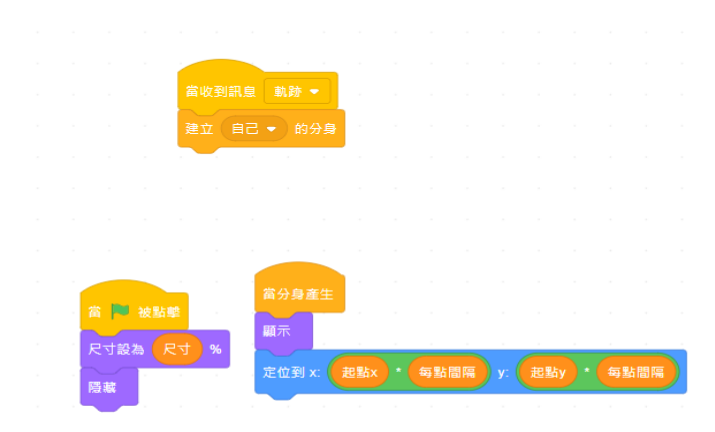 當收到訊息 軌跡
建立 自己 的分身
當 被點擊
尺寸設為 尺寸 %
隱藏
當分身產生
顯示
定位到 x: 起點x * 每點間隔 y: 起點y * 每點間隔